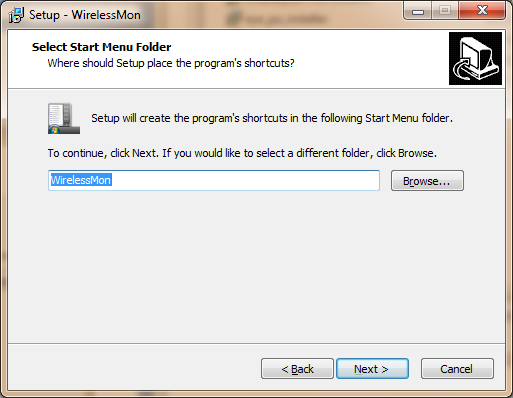 Setup - WirelessMon
Select Start Menu Folder
Where should Setup place the program's shortcuts?
Setup will create the program's shortcuts in the following Start Menu folder.
To continue, click Next. If you would like to select a different folder, click Browse.
WirelessMon
Browse...
< Back
Next >
Cancel